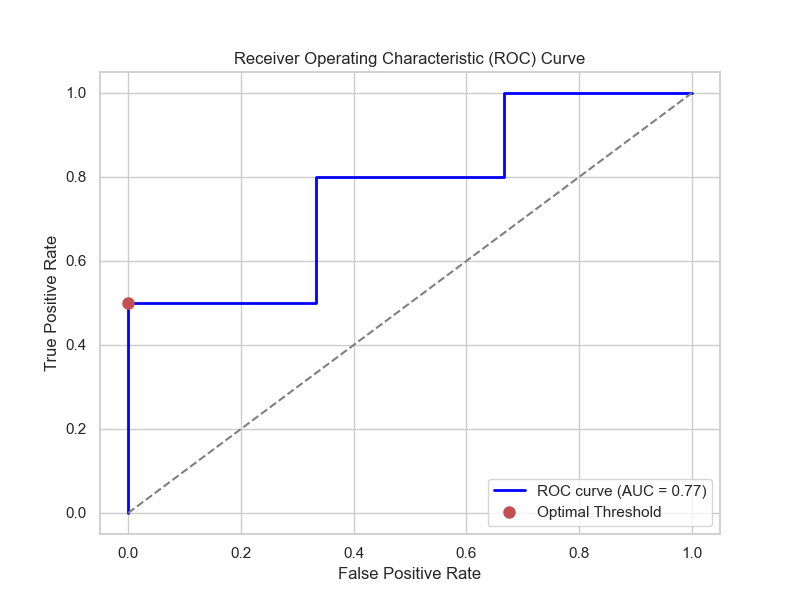 Receiver Operating Characteristic (ROC) Curve
True Positive Rate
1.0
0.8
0.6
0.4
0.2
0.0
ROC curve (AUC = 0.77)
Optimal Threshold
0.0 0.2 0.4 0.6 0.8 1.0
False Positive Rate